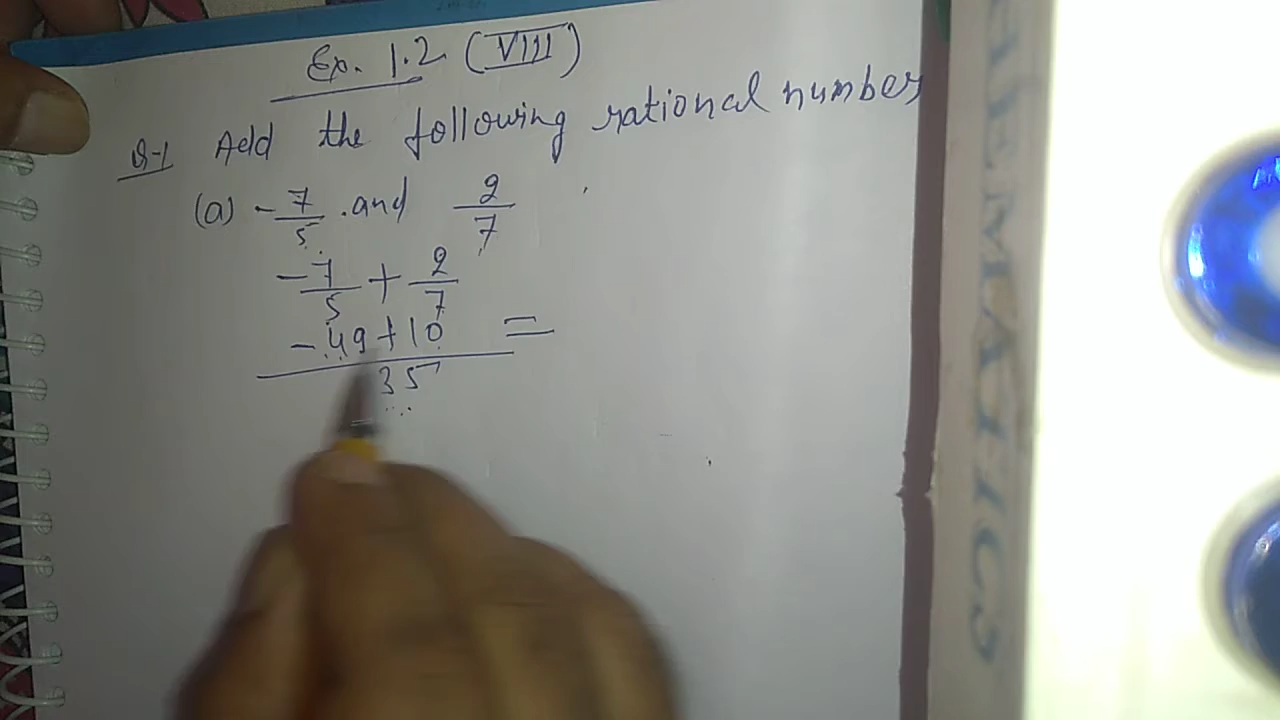 Ex. 1.2 (VIII)
Q-1 Add the following rational number
(a) -7/5 and 2/7
-7/5 + 2/7
-49+10/35 =